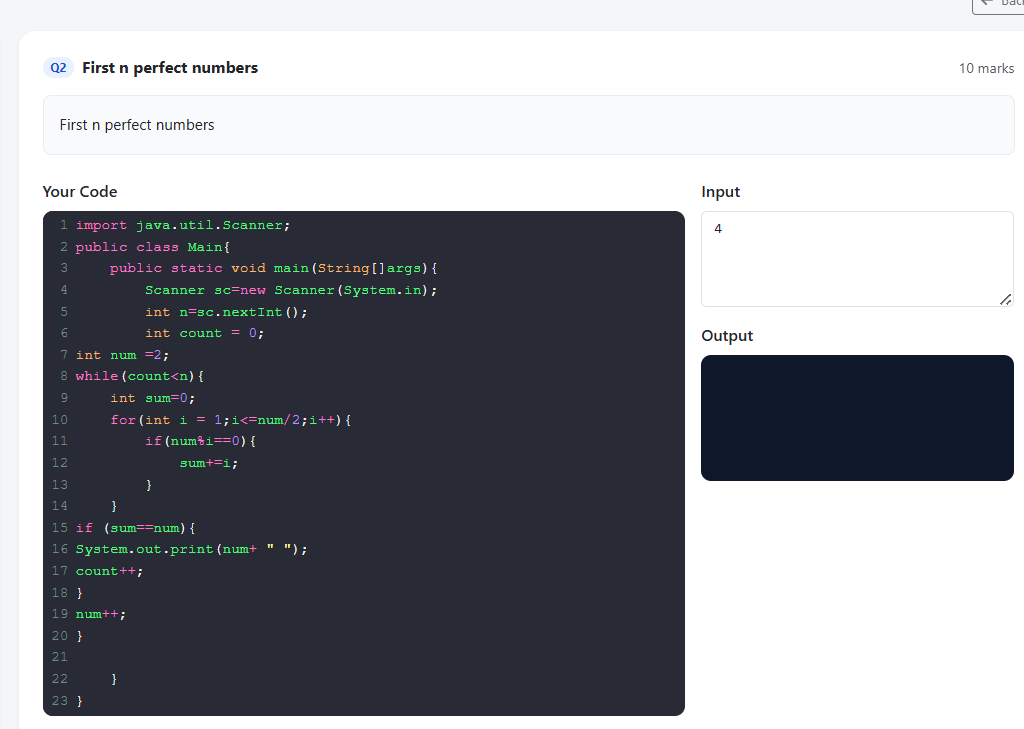 ← Back
Q2 First n perfect numbers
10 marks
First n perfect numbers
Your Code
1 import java.util.Scanner;
2 public class Main{
3     public static void main(String[]args){
4         Scanner sc=new Scanner(System.in);
5         int n=sc.nextInt();
6         int count = 0;
7 int num =2;
8 while(count<n){
9     int sum=0;
10     for(int i = 1;i<=num/2;i++){
11         if(num%i==0){
12             sum+=i;
13         }
14     }
15 if (sum==num){
16 System.out.print(num+ " ");
17 count++;
18 }
19 num++;
20 }
21
22     }
23 }
Input
4
Output